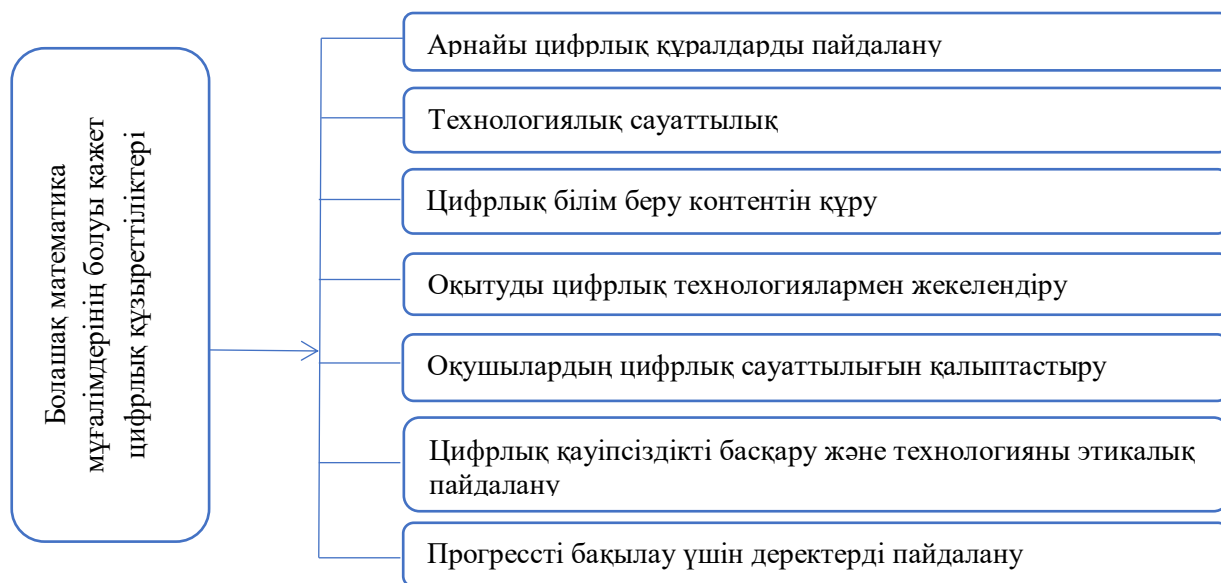 Болашақ математика
мұғалімдерінің болуы қажет
цифрлық құзыреттіліктері
Арнайы цифрлық құралдарды пайдалану
Технологиялық сауаттылық
Цифрлық білім беру контентін құру
Оқытуды цифрлық технологиялармен жекелендіру
Оқушылардың цифрлық сауаттылығын қалыптастыру
Цифрлық қауіпсіздікті басқару және технологияны этикалық
пайдалану
Прогрессті бақылау үшін деректерді пайдалану